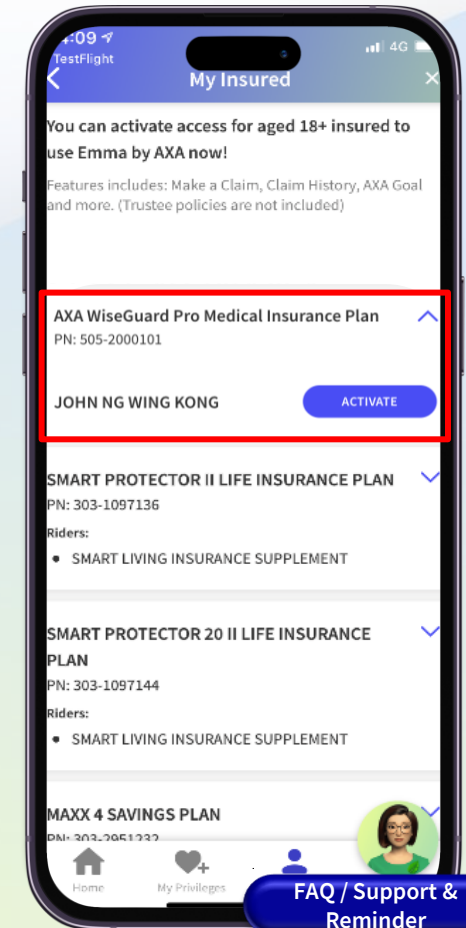 4:09
TestFlight
4G
My Insured
You can activate access for aged 18+ insured to
use Emma by AXA now!
Features includes: Make a Claim, Claim History, AXA Goal
and more. (Trustee policies are not included)
AXA WiseGuard Pro Medical Insurance Plan
PN: 505-2000101
JOHN NG WING KONG
ACTIVATE
SMART PROTECTOR II LIFE INSURANCE PLAN
PN: 303-1097136
Riders:
• SMART LIVING INSURANCE SUPPLEMENT
SMART PROTECTOR 20 II LIFE INSURANCE
PLAN
PN: 303-1097144
Riders:
• SMART LIVING INSURANCE SUPPLEMENT
MAXX 4 SAVINGS PLAN
PN: 303-2951232
Home
My Privileges
FAQ / Support &
Reminder